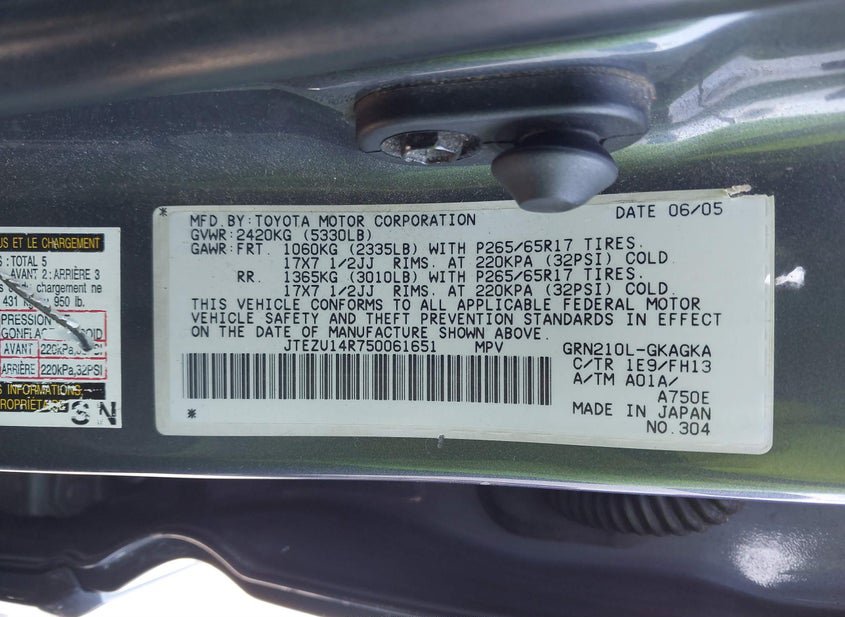 MFD.BY:TOYOTA MOTOR CORPORATION DATE 06/05
GVWR:2420KG (5330LB)
GAWR:FRT. 1060KG (2335LB) WITH P265/65R17 TIRES.
17X7 1/2JJ RIMS. AT 220KPA (32PSI) COLD.
RR. 1365KG (3010LB) WITH P265/65R17 TIRES.
17X7 1/2JJ RIMS. AT 220KPA (32PSI) COLD.
THIS VEHICLE CONFORMS TO ALL APPLICABLE FEDERAL MOTOR
VEHICLE SAFETY AND THEFT PREVENTION STANDARDS IN EFFECT
ON THE DATE OF MANUFACTURE SHOWN ABOVE.
JTEZU14R750061651 MPV GRN210L-GKAGKA
C/TR 1E9/FH13
A/TM A01A/
A750E
MADE IN JAPAN
NO.304
ET LE CHARGEMENT
TOTAL 5
AVANT 2:ARRIÈRE 3
chargement ne
431 kg 950 lb.
PRESSION
AVANT 220kPa
ARRIÈRE 220kPa,32PSI
INFORMATIONS